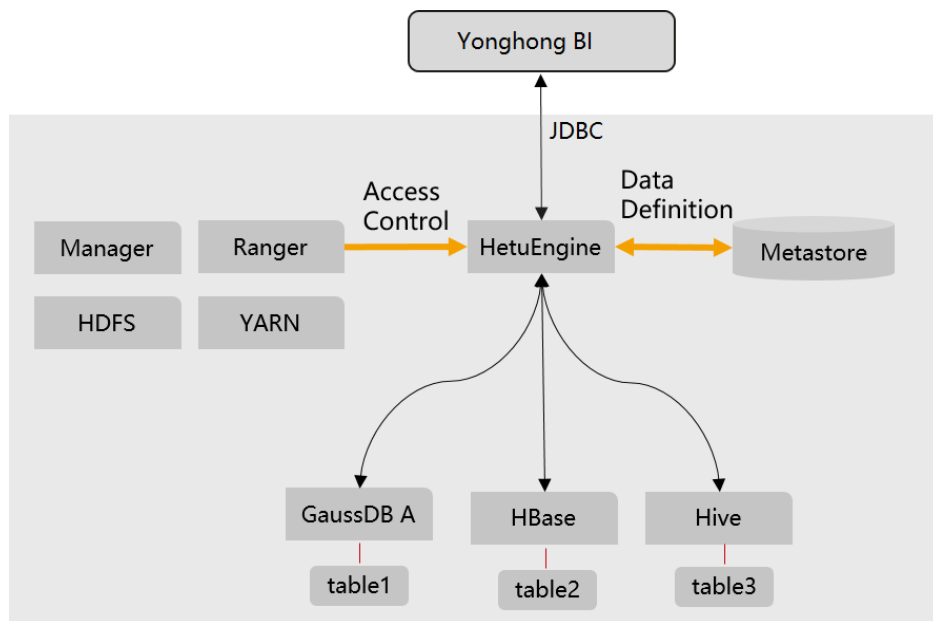 Yonghong BI
JDBC
Access
Control
Data
Definition
Manager
Ranger
HetuEngine
Metastore
HDFS
YARN
GaussDB A
HBase
Hive
table1
table2
table3